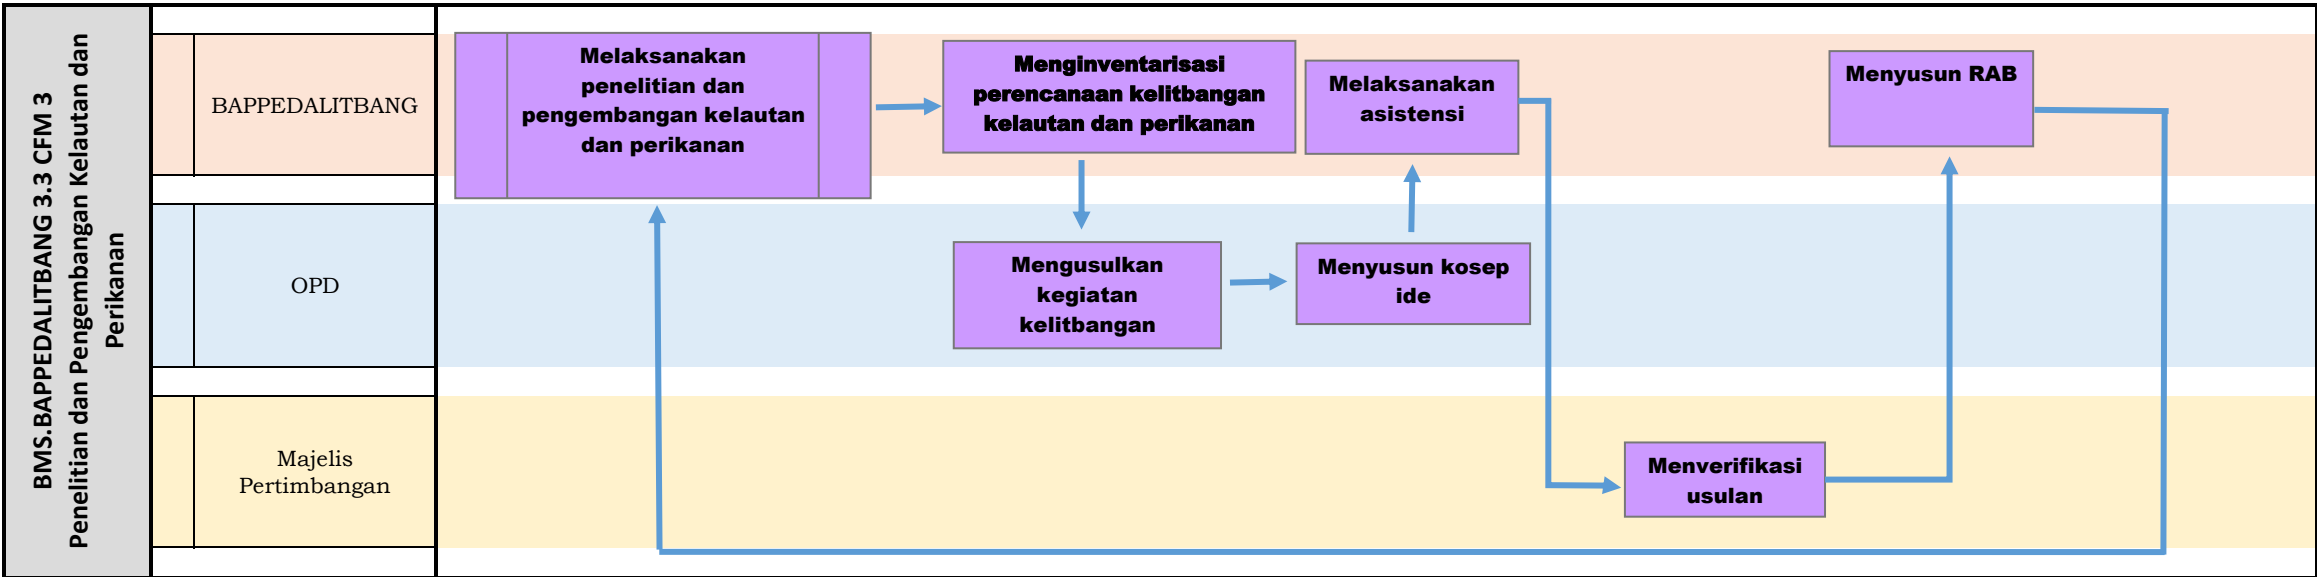 BMS.BAPPEDALITBANG 3.3 CFM 3
Penelitian dan Pengembangan Kelautan dan
Perikanan
BAPPEDALITBANG
Melaksanakan
penelitian dan
pengembangan kelautan
dan perikanan
Menginventarisasi
perencanaan kelitbangan
kelautan dan perikanan
Melaksanakan
asistensi
Menyusun RAB
OPD
Mengusulkan
kegiatan
kelitbangan
Menyusun kosep
ide
Majelis
Pertimbangan
Menverifikasi
usulan